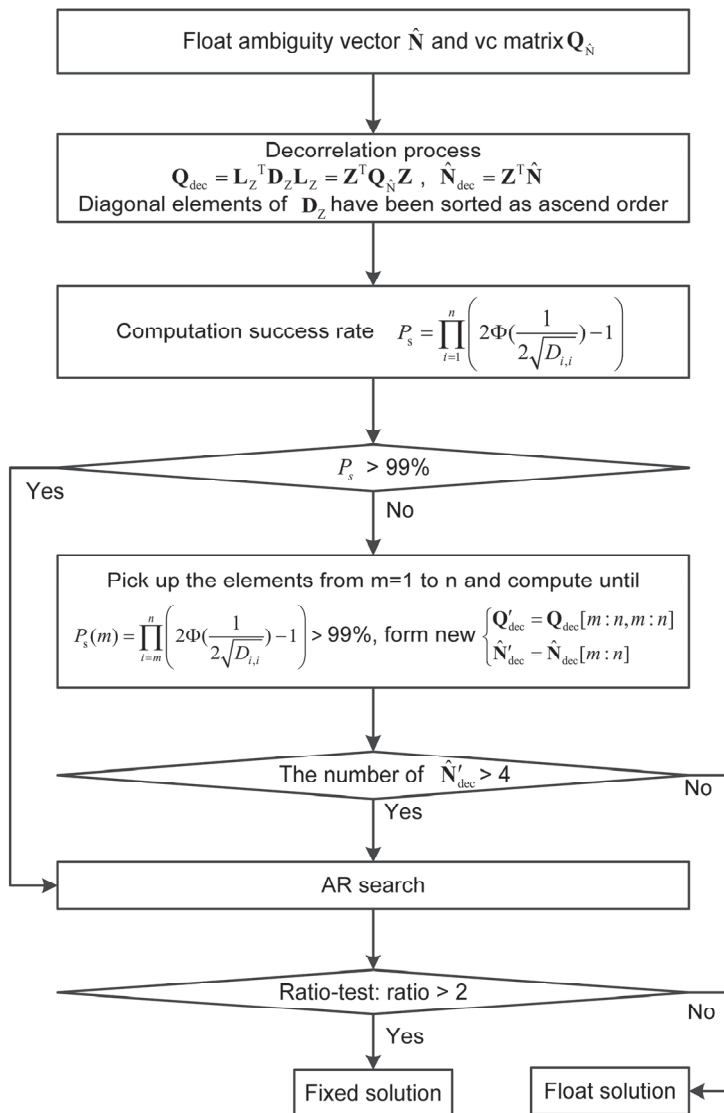 Float ambiguity vector N̂ and vc matrix Q_N̂
Decorrelation process
Q_dec = L_Z^T D_Z L_Z = Z^T Q_N̂ Z , N̂_dec = Z^T N̂
Diagonal elements of D_Z have been sorted as ascend order
Computation success rate P_s = ∏_{i=1}^{n} (2Φ(1/(2√D_{i,i}))−1)
P_s > 99%
Yes
No
Pick up the elements from m=1 to n and compute until
P_s(m) = ∏_{i=m}^{n} (2Φ(1/(2√D_{i,i}))−1) > 99%, form new { Q′_dec = Q_dec[m : n, m : n]
N̂′_dec − N̂_dec[m : n]
The number of N̂′_dec > 4
No
Yes
AR search
Ratio-test: ratio > 2
No
Yes
Fixed solution
Float solution